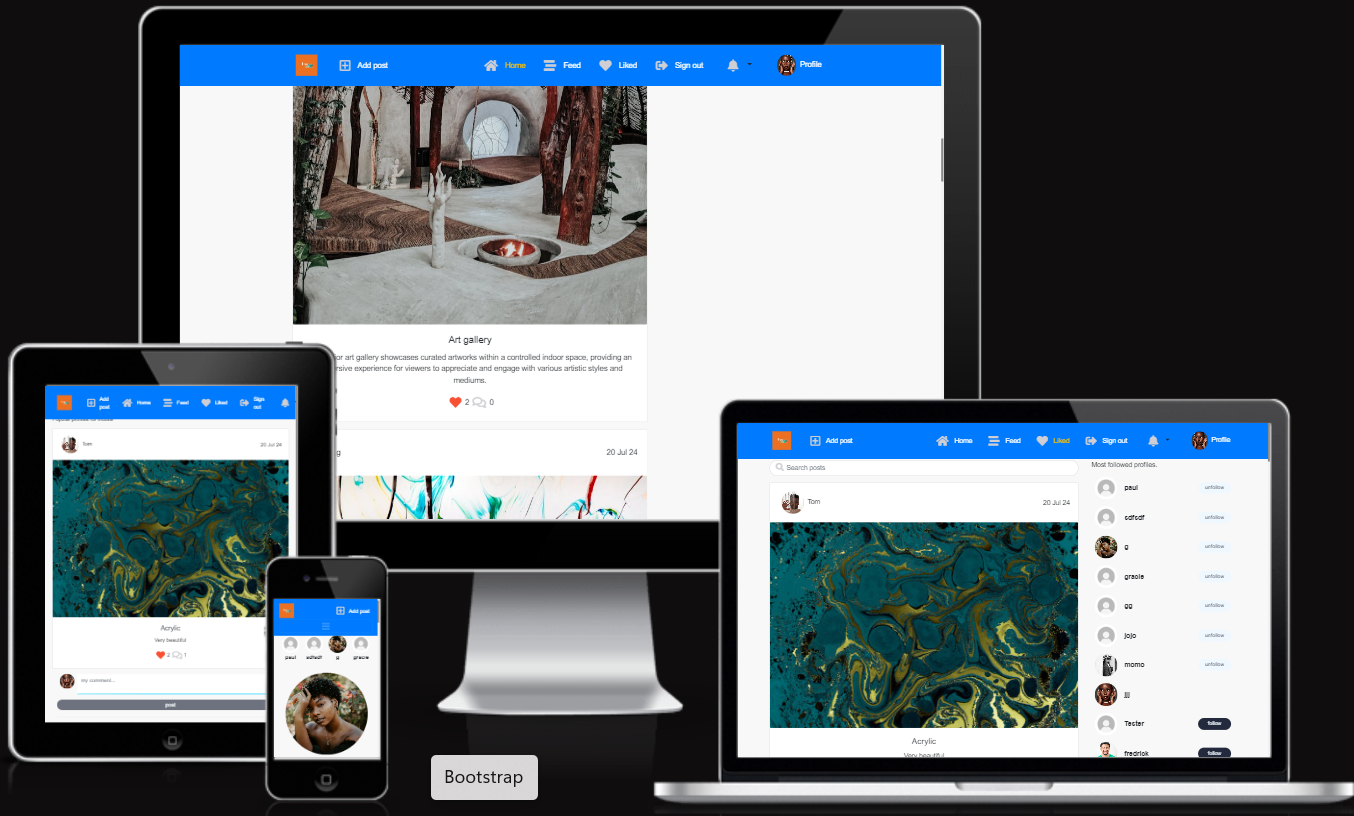 Add post
Home
Feed
Liked
Sign out
Profile
Art gallery
or art gallery showcases curated artworks within a controlled indoor space, providing an
rsive experience for viewers to appreciate and engage with various artistic styles and
mediums.
2
0
g
20 Jul 24
Add
post
Home
Feed
Liked
Sign
out
Tom
20 Jul 24
Acrylic
Very beautiful
2
1
my comment...
post
Add post
paul
sdfsdf
g
gracie
Bootstrap
Add post
Home
Feed
Liked
Sign out
Profile
Search posts
Tom
20 Jul 24
Acrylic
Very beautiful
Most followed profiles.
paul
unfollow
sdfsdf
unfollow
g
unfollow
gracie
unfollow
gg
unfollow
jojo
unfollow
momo
unfollow
jjj
Tester
follow
fredrick
follow